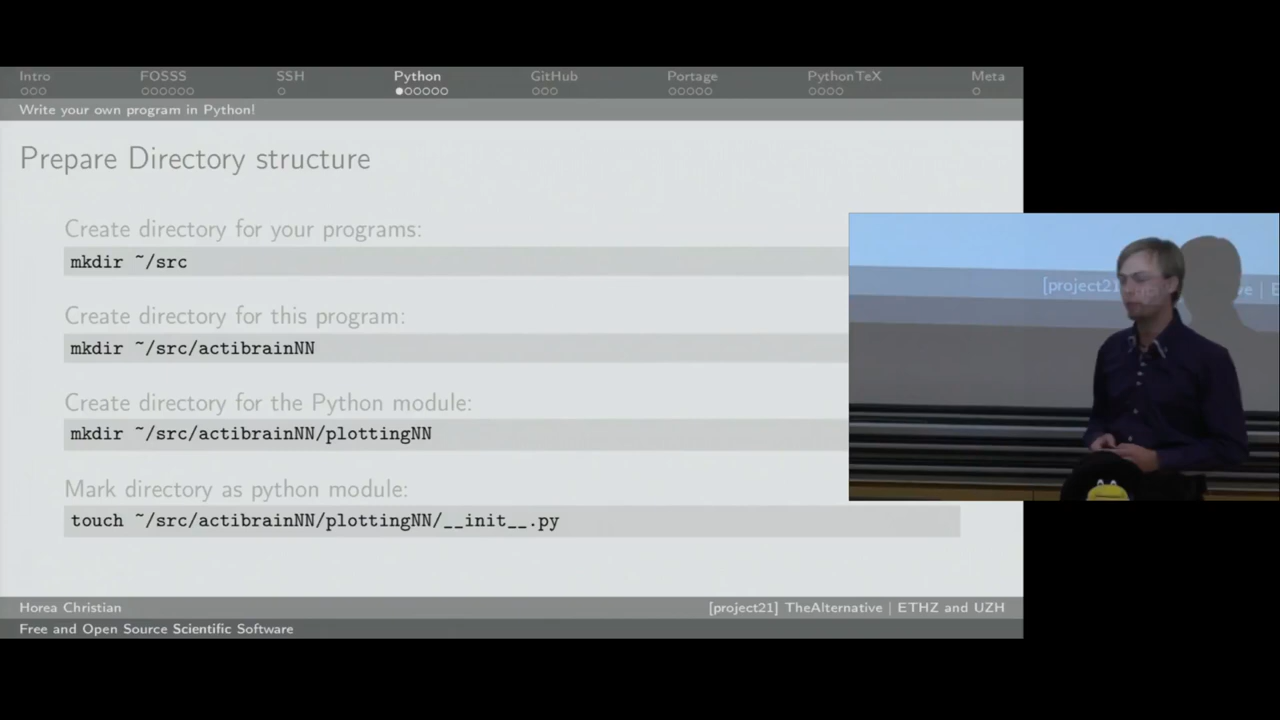 Intro FOSSS SSH Python GitHub Portage PythonTeX Meta
Write your own program in Python!
Prepare Directory structure
Create directory for your programs:
mkdir ~/src
Create directory for this program:
mkdir ~/src/actibrainNN
Create directory for the Python module:
mkdir ~/src/actibrainNN/plottingNN
Mark directory as python module:
touch ~/src/actibrainNN/plottingNN/__init__.py
[project21
ve | E
Horea Christian [project21] TheAlternative | ETHZ and UZH
Free and Open Source Scientific Software